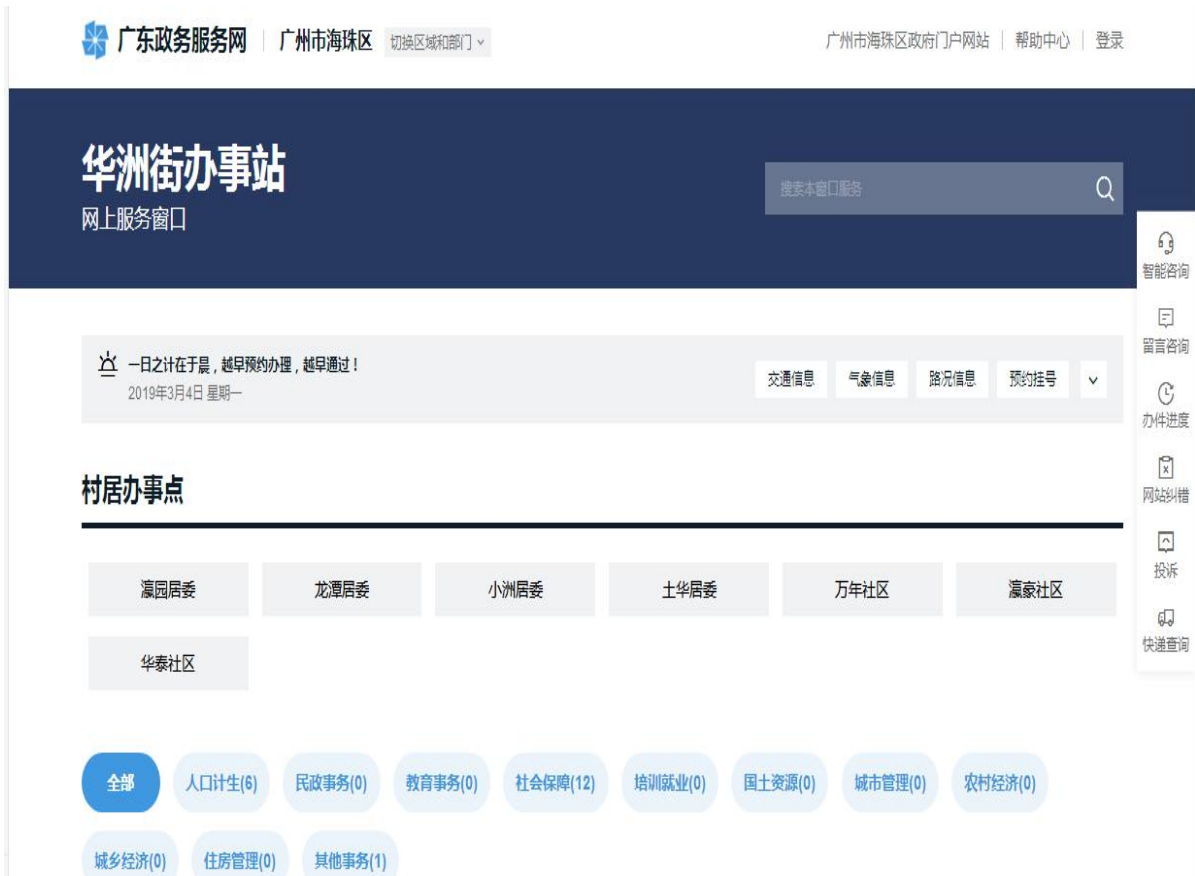 广东政务服务网 广州市海珠区 切换区域和部门 广州市海珠区政府门户网站 帮助中心 登录
华洲街办事站
网上服务窗口
搜索本窗口服务
智能咨询
留言咨询
办件进度
网站纠错
投诉
快递查询
一日之计在于晨，越早预约办理，越早通过！
2019年3月4日 星期一
交通信息 气象信息 路况信息 预约挂号
村居办事点
瀛园居委 龙潭居委 小洲居委 土华居委 万年社区 瀛豪社区
华泰社区
全部 人口计生(6) 民政事务(0) 教育事务(0) 社会保障(12) 培训就业(0) 国土资源(0) 城市管理(0) 农村经济(0)
城乡经济(0) 住房管理(0) 其他事务(1)